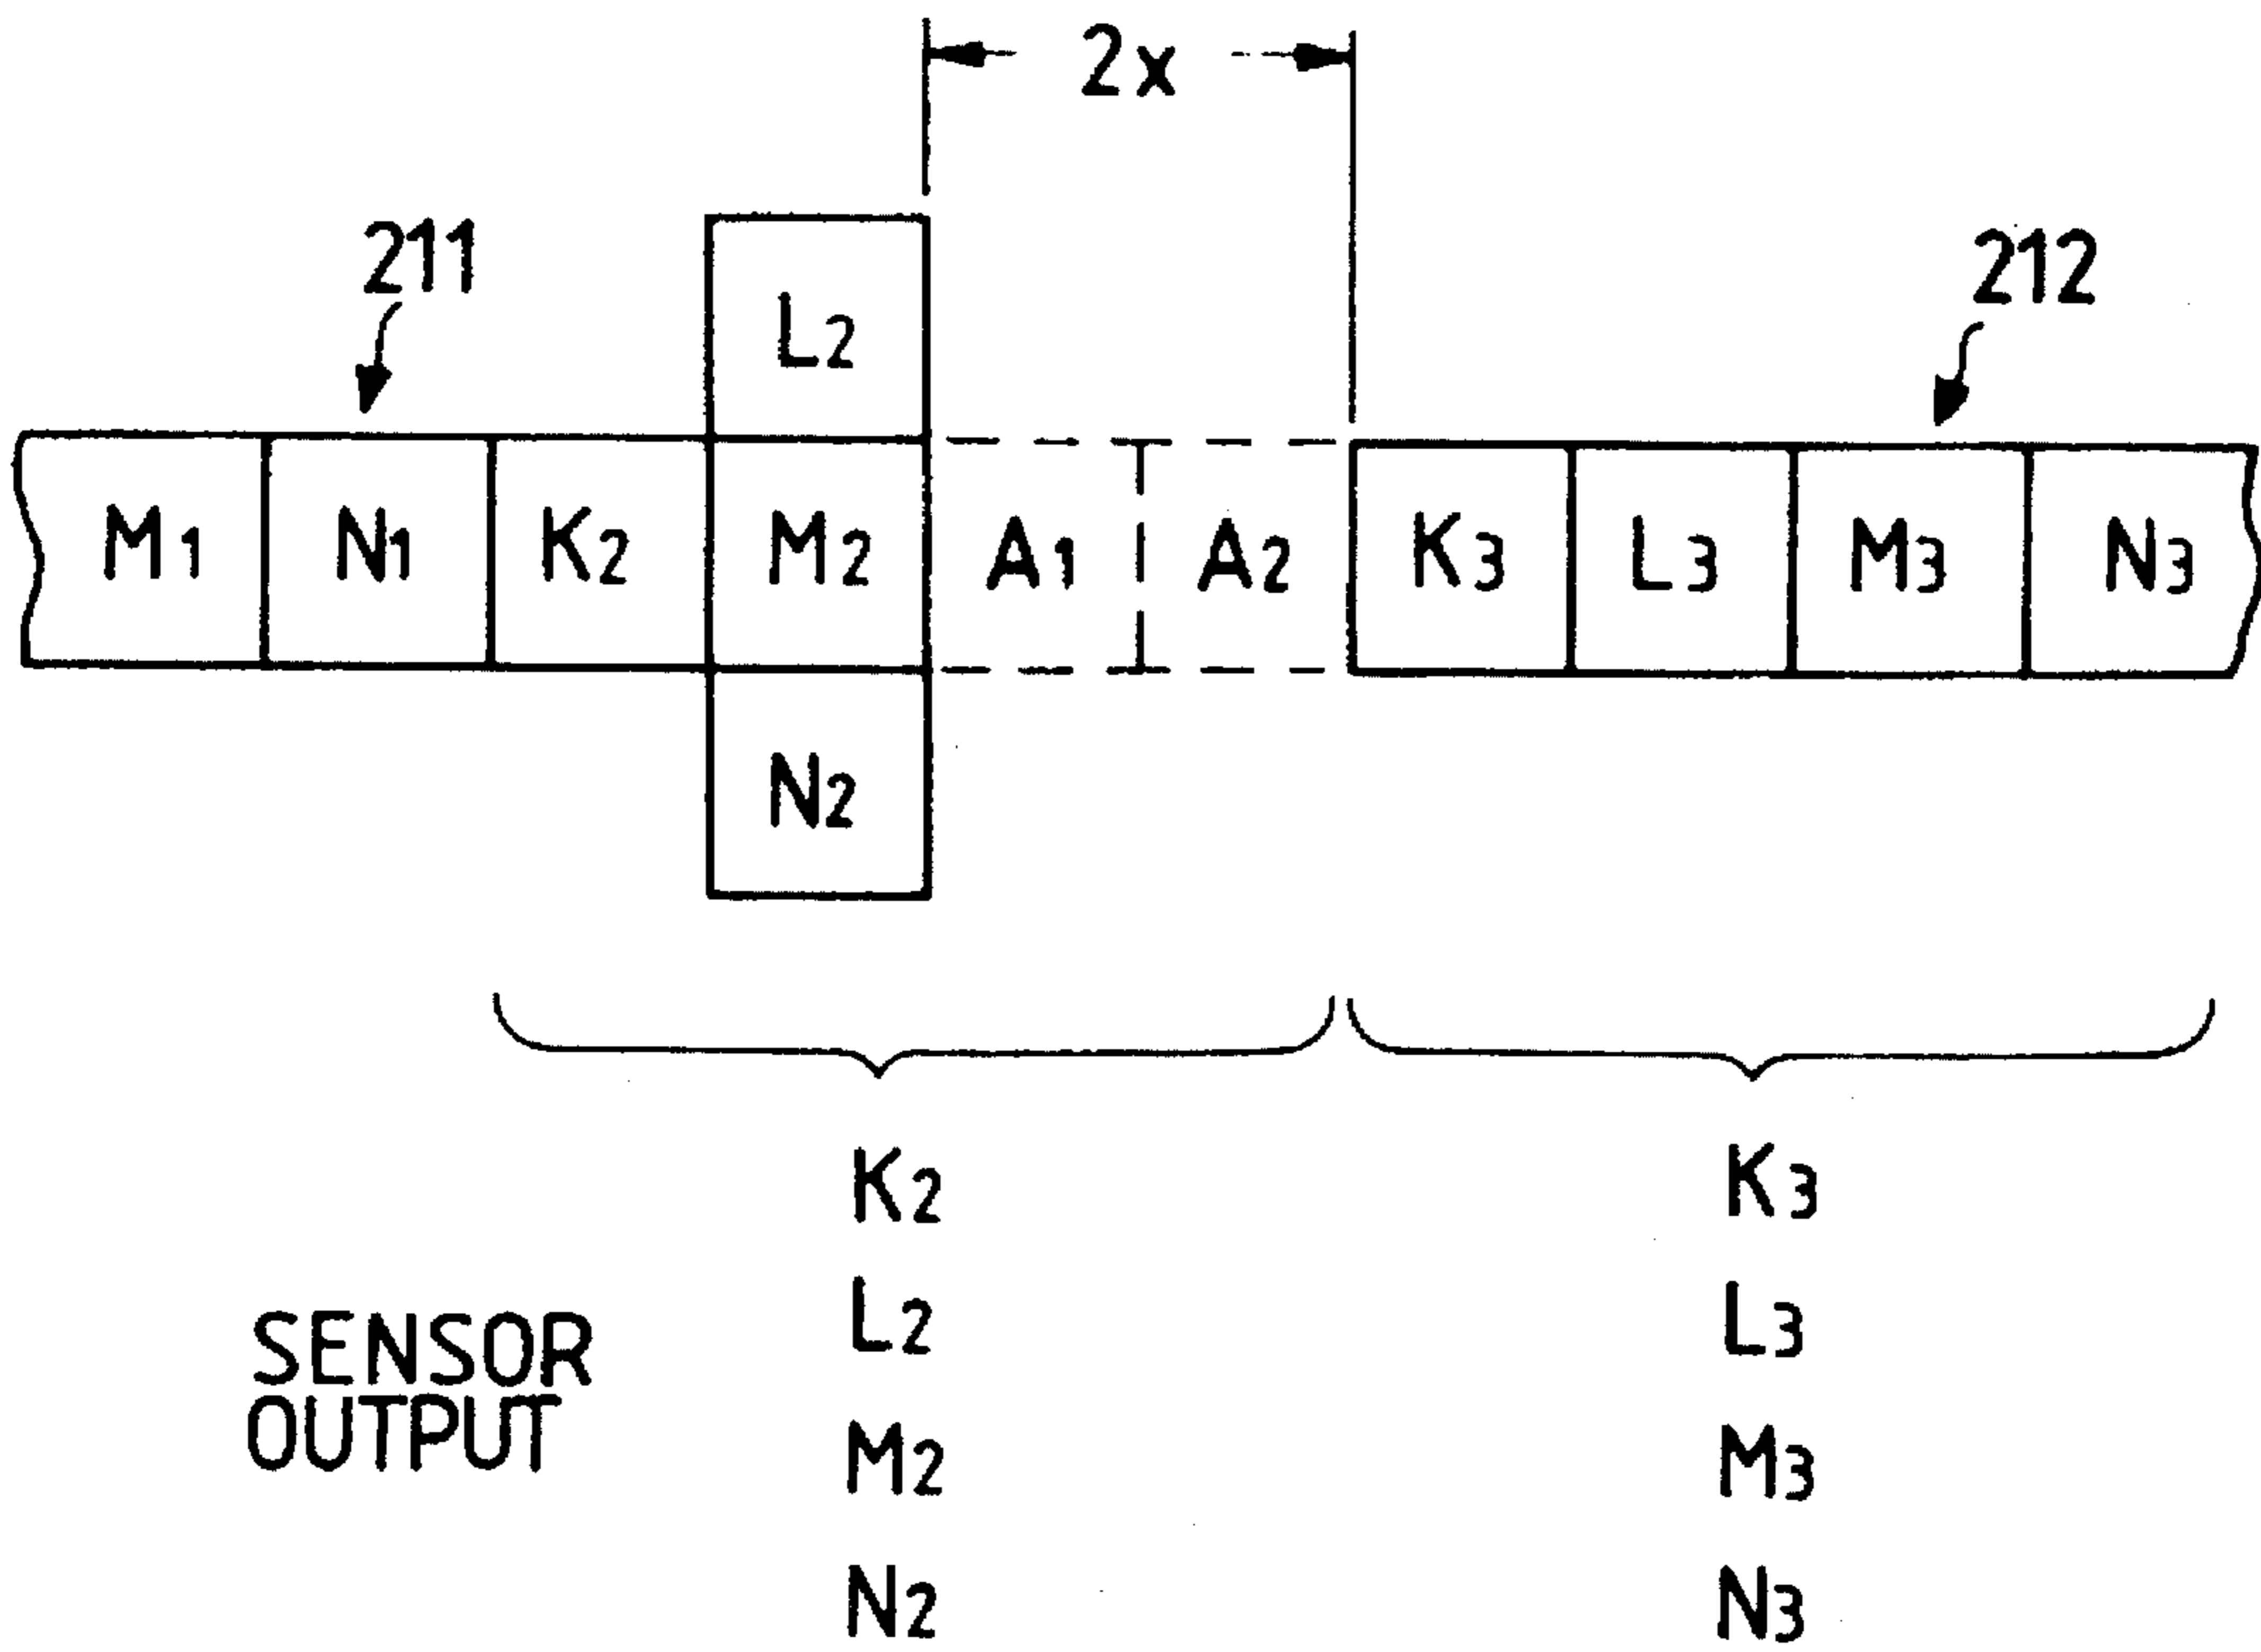 2x
211
212
L2
M1 N1 K2 M2 A1 A2 K3 L3 M3 N3
N2
K2 K3
L2 L3
SENSOR
OUTPUT
M2 M3
N2 N3